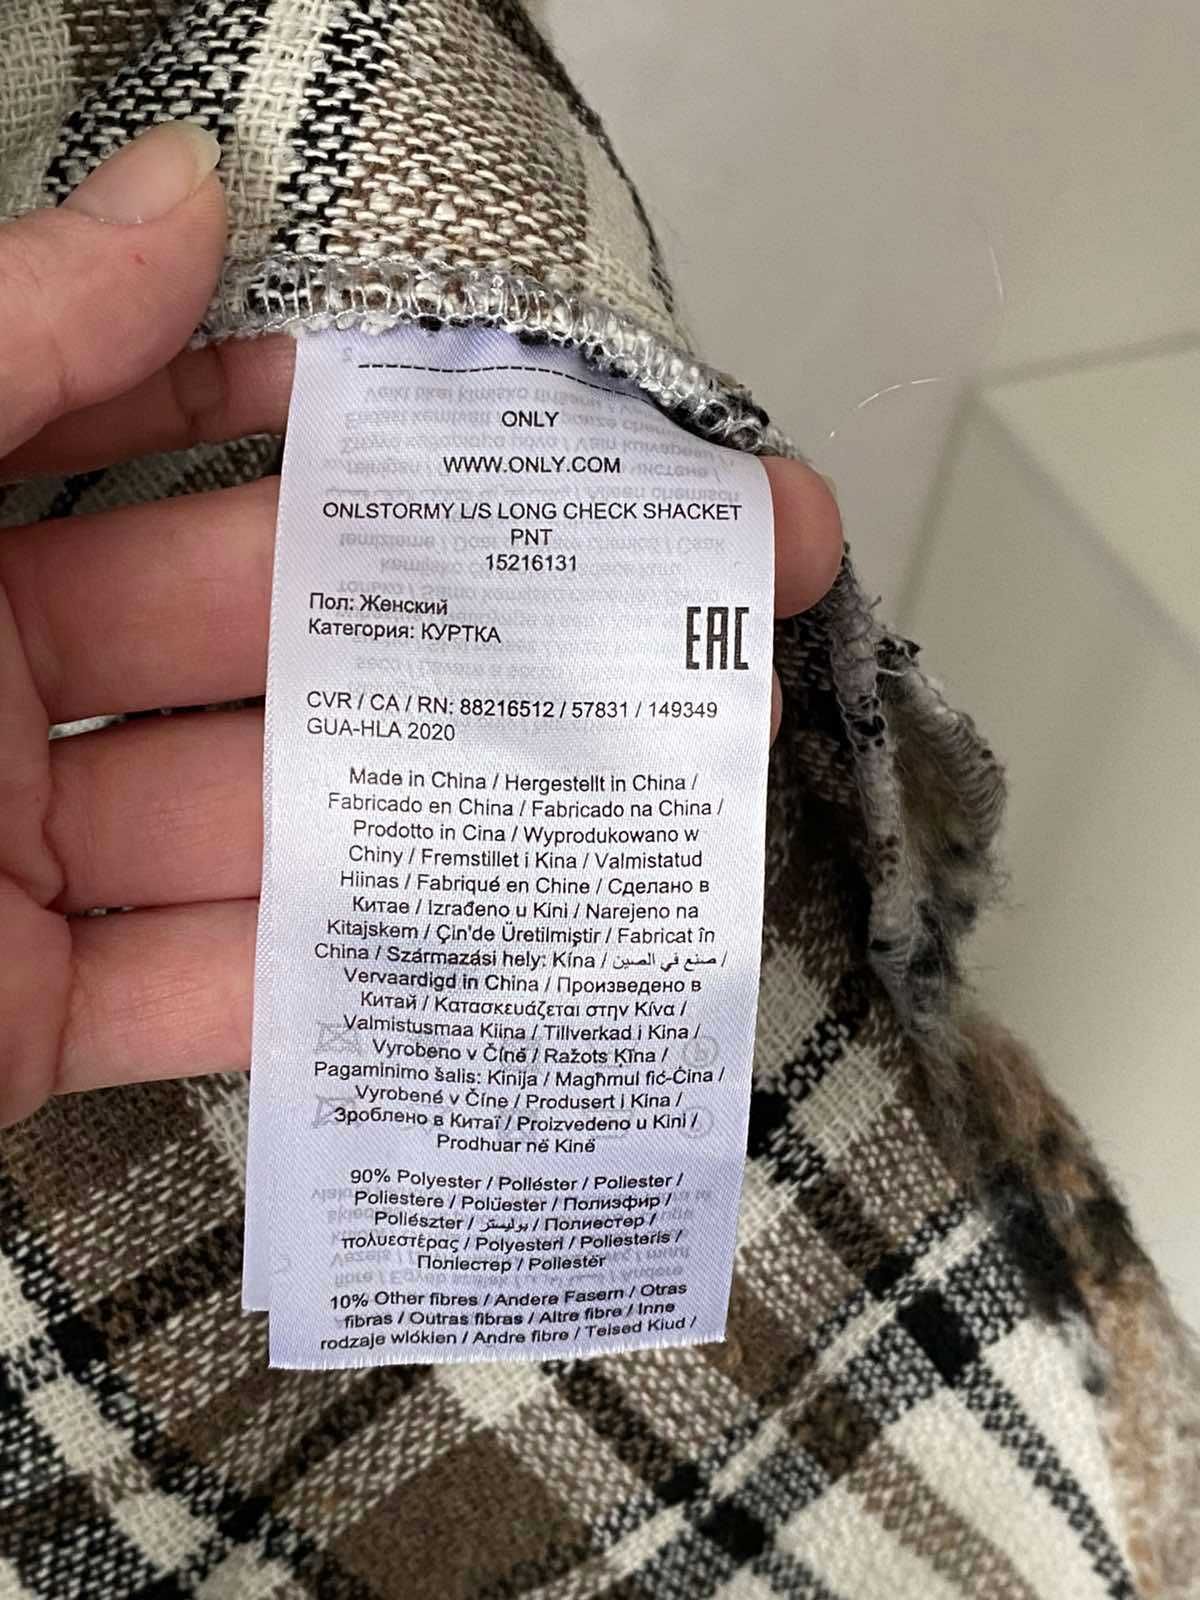 ONLY
WWW.ONLY.COM
ONLSTORMY L/S LONG CHECK SHACKET
PNT
15216131
Пол: Женский
Категория: КУРТКА
EAC
CVR / CA / RN: 88216512 / 57831 / 149349
GUA-HLA 2020
Made in China / Hergestellt in China /
Fabricado en China / Fabricado na China /
Prodotto in Cina / Wyprodukowano w
Chiny / Fremstillet i Kina / Valmistatud
Hiinas / Fabriqué en Chine / Сделано в
Китае / Izrađeno u Kini / Narejeno na
Kitajskem / Çin'de Üretilmiştir / Fabricat în
China / Származási hely: Kína / صنع في الصين /
Vervaardigd in China / Произведено в
Китай / Κατασκευάζεται στην Κίνα /
Valmistusmaa Kiina / Tillverkad i Kina /
Vyrobeno v Číně / Ražots Ķīna /
Pagaminimo šalis: Kinija / Magħmul fiċ-Ċina /
Vyrobené v Číne / Produsert i Kina /
Зроблено в Китаї / Proizvedeno u Kini /
Prodhuar në Kinë
90% Polyester / Polléster / Poliester /
Poliestere / Polüester / Полиэфир /
Poliészter / بوليستر / Полиестер /
πολυεστέρας / Polyesteri / Poliesteris /
Поліестер / Poliestër
10% Other fibres / Andere Fasern / Otras
fibras / Outras fibras / Altre fibre / Inne
rodzaje wlókien / Andre fibre / Teised Kiud /